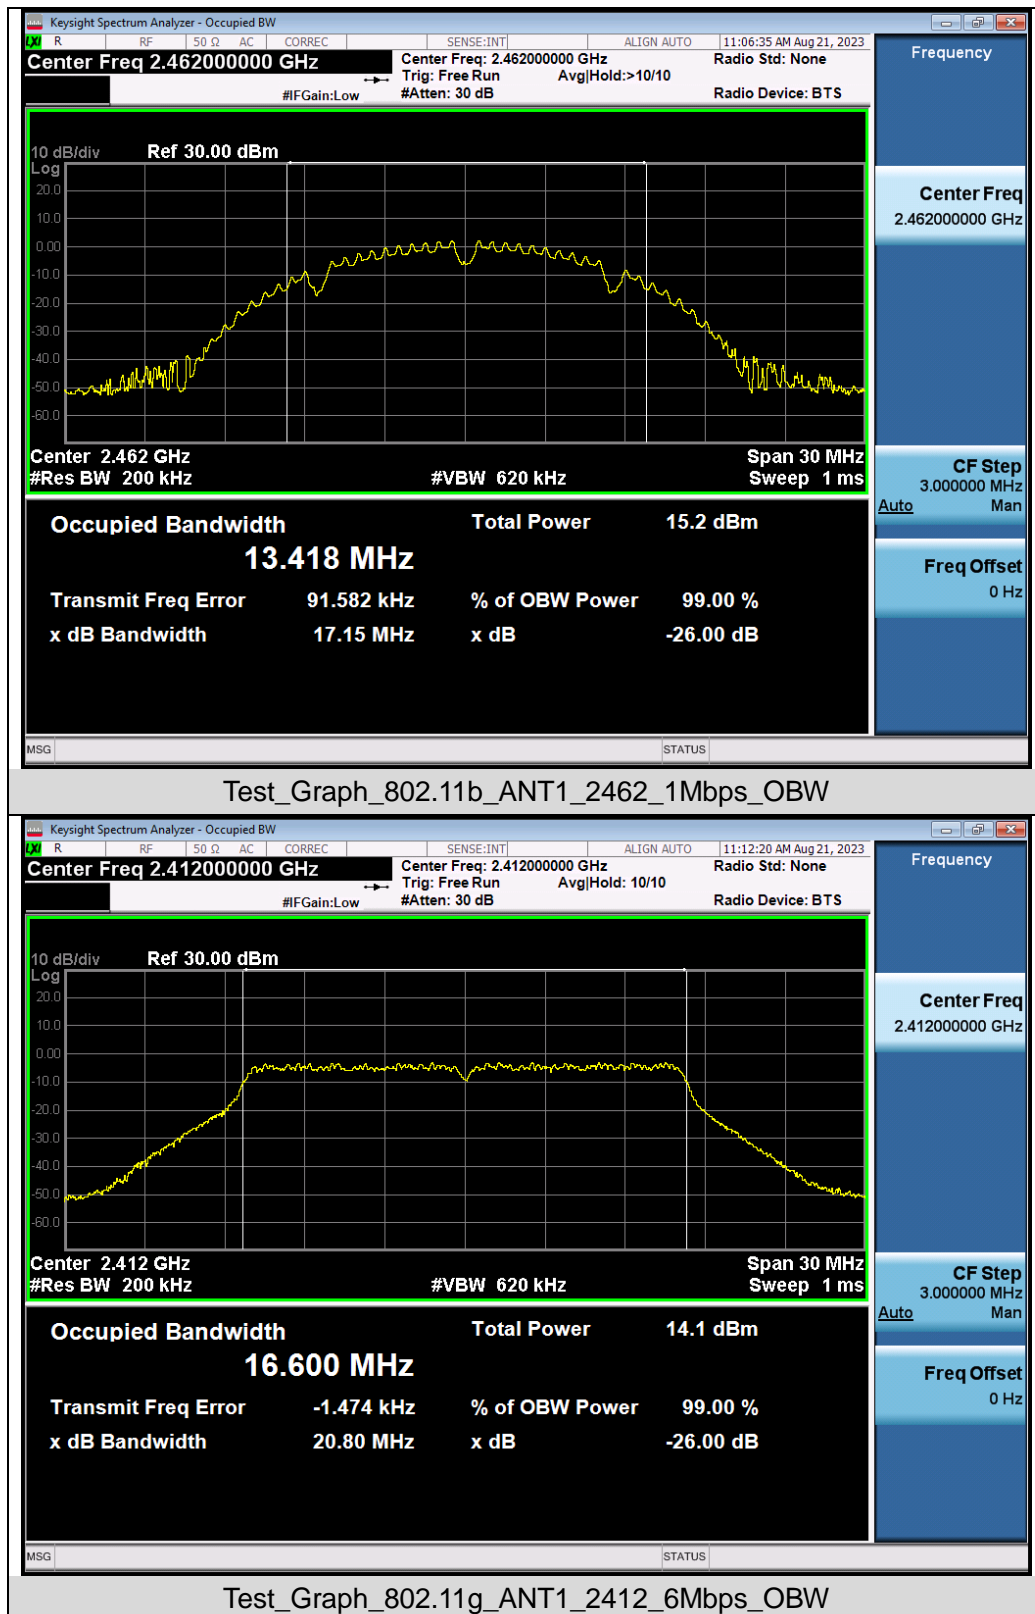 Keysight Spectrum Analyzer - Occupied BW
LXI R RF 50 Ω AC CORREC SENSE:INT ALIGN AUTO 11:06:35 AM Aug 21, 2023
Center Freq 2.462000000 GHz
Center Freq: 2.462000000 GHz
Radio Std: None
Trig: Free Run Avg|Hold:>10/10
#IFGain:Low
#Atten: 30 dB
Radio Device: BTS
10 dB/div Ref 30.00 dBm
Log
20.0
10.0
0.00
-10.0
-20.0
-30.0
-40.0
-50.0
-60.0
Center 2.462 GHz
Span 30 MHz
#Res BW 200 kHz
#VBW 620 kHz
Sweep 1 ms
Occupied Bandwidth
Total Power 15.2 dBm
13.418 MHz
Transmit Freq Error 91.582 kHz
% of OBW Power 99.00 %
x dB Bandwidth 17.15 MHz
x dB -26.00 dB
MSG
STATUS
Frequency
Center Freq
2.462000000 GHz
CF Step
3.000000 MHz
Auto Man
Freq Offset
0 Hz
Test_Graph_802.11b_ANT1_2462_1Mbps_OBW
Keysight Spectrum Analyzer - Occupied BW
LXI R RF 50 Ω AC CORREC SENSE:INT ALIGN AUTO 11:12:20 AM Aug 21, 2023
Center Freq 2.412000000 GHz
Center Freq: 2.412000000 GHz
Radio Std: None
Trig: Free Run Avg|Hold: 10/10
#IFGain:Low
#Atten: 30 dB
Radio Device: BTS
10 dB/div Ref 30.00 dBm
Log
20.0
10.0
0.00
-10.0
-20.0
-30.0
-40.0
-50.0
-60.0
Center 2.412 GHz
Span 30 MHz
#Res BW 200 kHz
#VBW 620 kHz
Sweep 1 ms
Occupied Bandwidth
Total Power 14.1 dBm
16.600 MHz
Transmit Freq Error -1.474 kHz
% of OBW Power 99.00 %
x dB Bandwidth 20.80 MHz
x dB -26.00 dB
MSG
STATUS
Frequency
Center Freq
2.412000000 GHz
CF Step
3.000000 MHz
Auto Man
Freq Offset
0 Hz
Test_Graph_802.11g_ANT1_2412_6Mbps_OBW